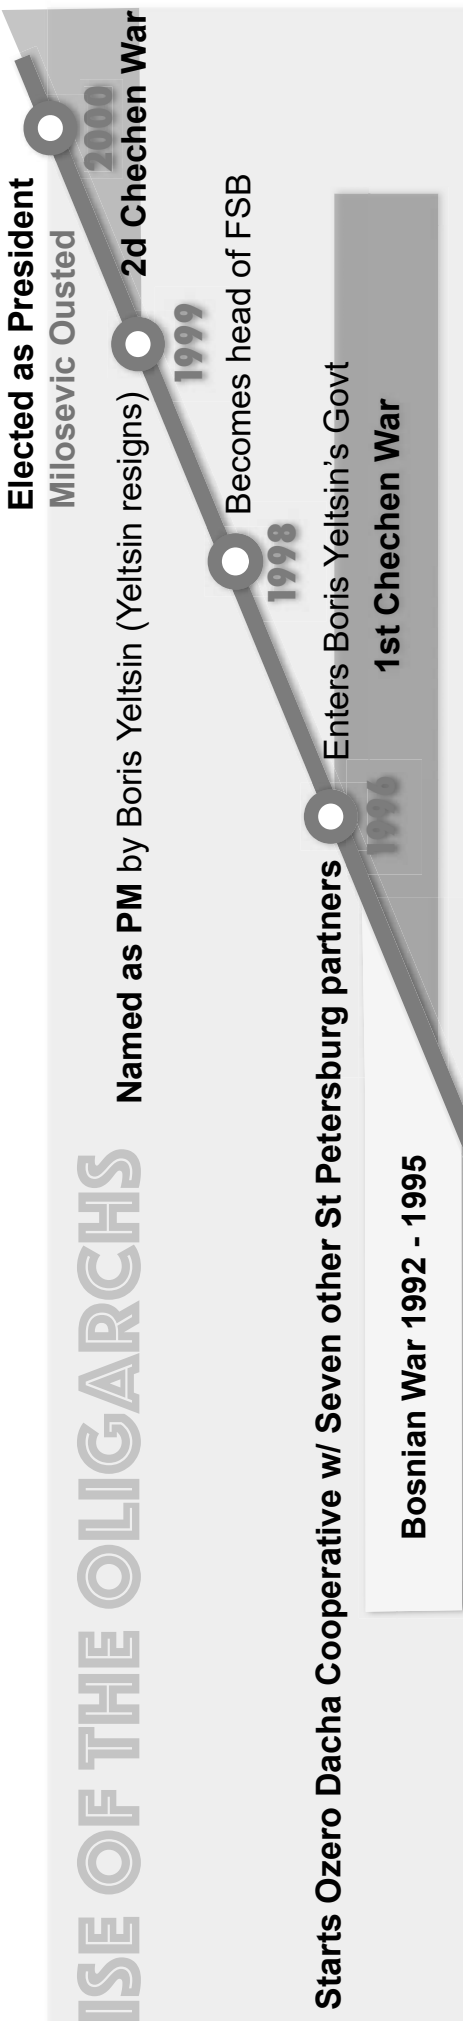 Elected as President
Milosevic Ousted
2000
2d Chechen War
Named as PM by Boris Yeltsin (Yeltsin resigns)
1999
Becomes head of FSB
1998
Enters Boris Yeltsin's Govt
1st Chechen War
1996
Starts Ozero Dacha Cooperative w/ Seven other St Petersburg partners
Bosnian War 1992 - 1995
ISE OF THE OLIGARCHS